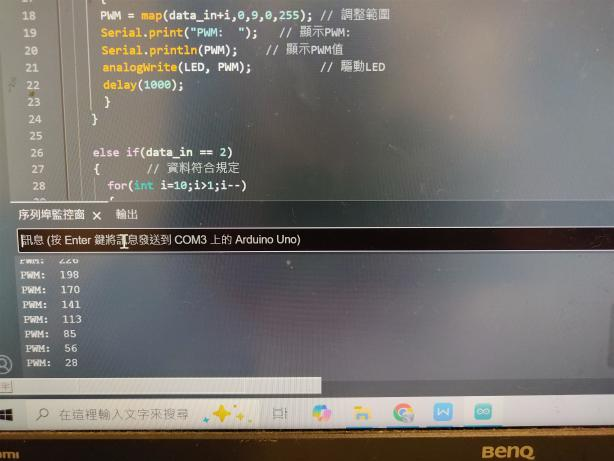 18 PWM = map(data_in+i,0,9,0,255); // 調整範圍
19 Serial.print("PWM:  ");   // 顯示PWM:
20 Serial.println(PWM);    // 顯示PWM值
21 analogWrite(LED, PWM);          // 驅動LED
22 delay(1000);
23 }
24 }
25
26 else if(data_in == 2)
27 {       // 資料符合規定
28 for(int i=10;i>1;i--)
序列埠監控窗 × 輸出
訊息 (按 Enter 鍵將訊息發送到 COM3 上的 Arduino Uno)
PWM:  226
PWM:  198
PWM:  170
PWM:  141
PWM:  113
PWM:  85
PWM:  56
PWM:  28
字
在這裡輸入文字來搜尋
BenQ